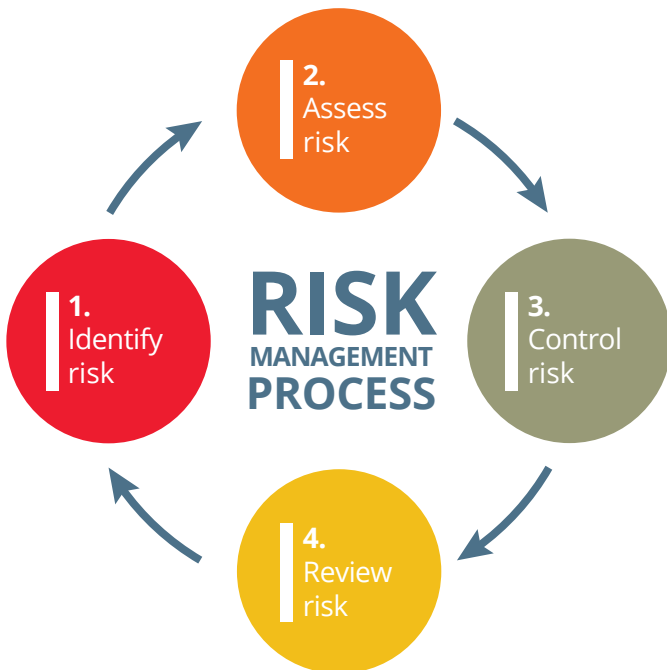 1.
Identify
risk
2.
Assess
risk
3.
Control
risk
4.
Review
risk
RISK
MANAGEMENT
PROCESS